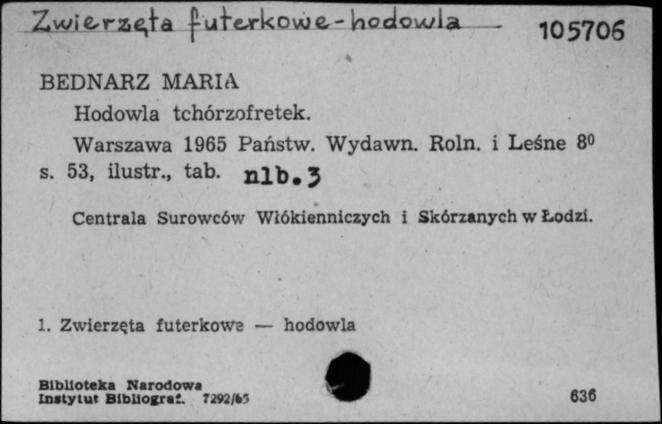 Zwierzęta futerkowe - hodowla
105706
BEDNARZ MARIA
Hodowla tchórzofretek.
Warszawa 1965 Państw. Wydawn. Roln. i Leśne 8⁰
s. 53, ilustr., tab. nlb. 3
Centrala Surowców Włókienniczych i Skórzanych w Łodzi.
1. Zwierzęta futerkowe — hodowla
Biblioteka Narodowa
Instytut Bibliograf. 7292/65
636